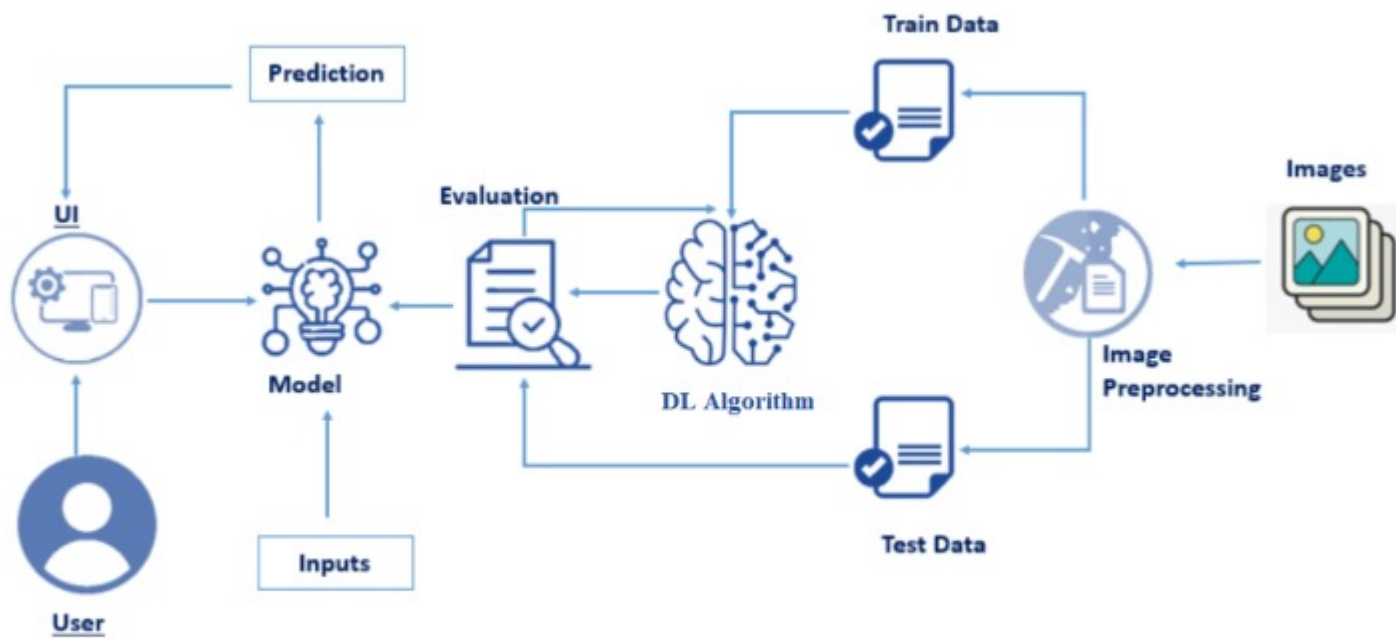 Train Data
Prediction
Images
Evaluation
UI
Image
Preprocessing
Model
DL Algorithm
Test Data
Inputs
User